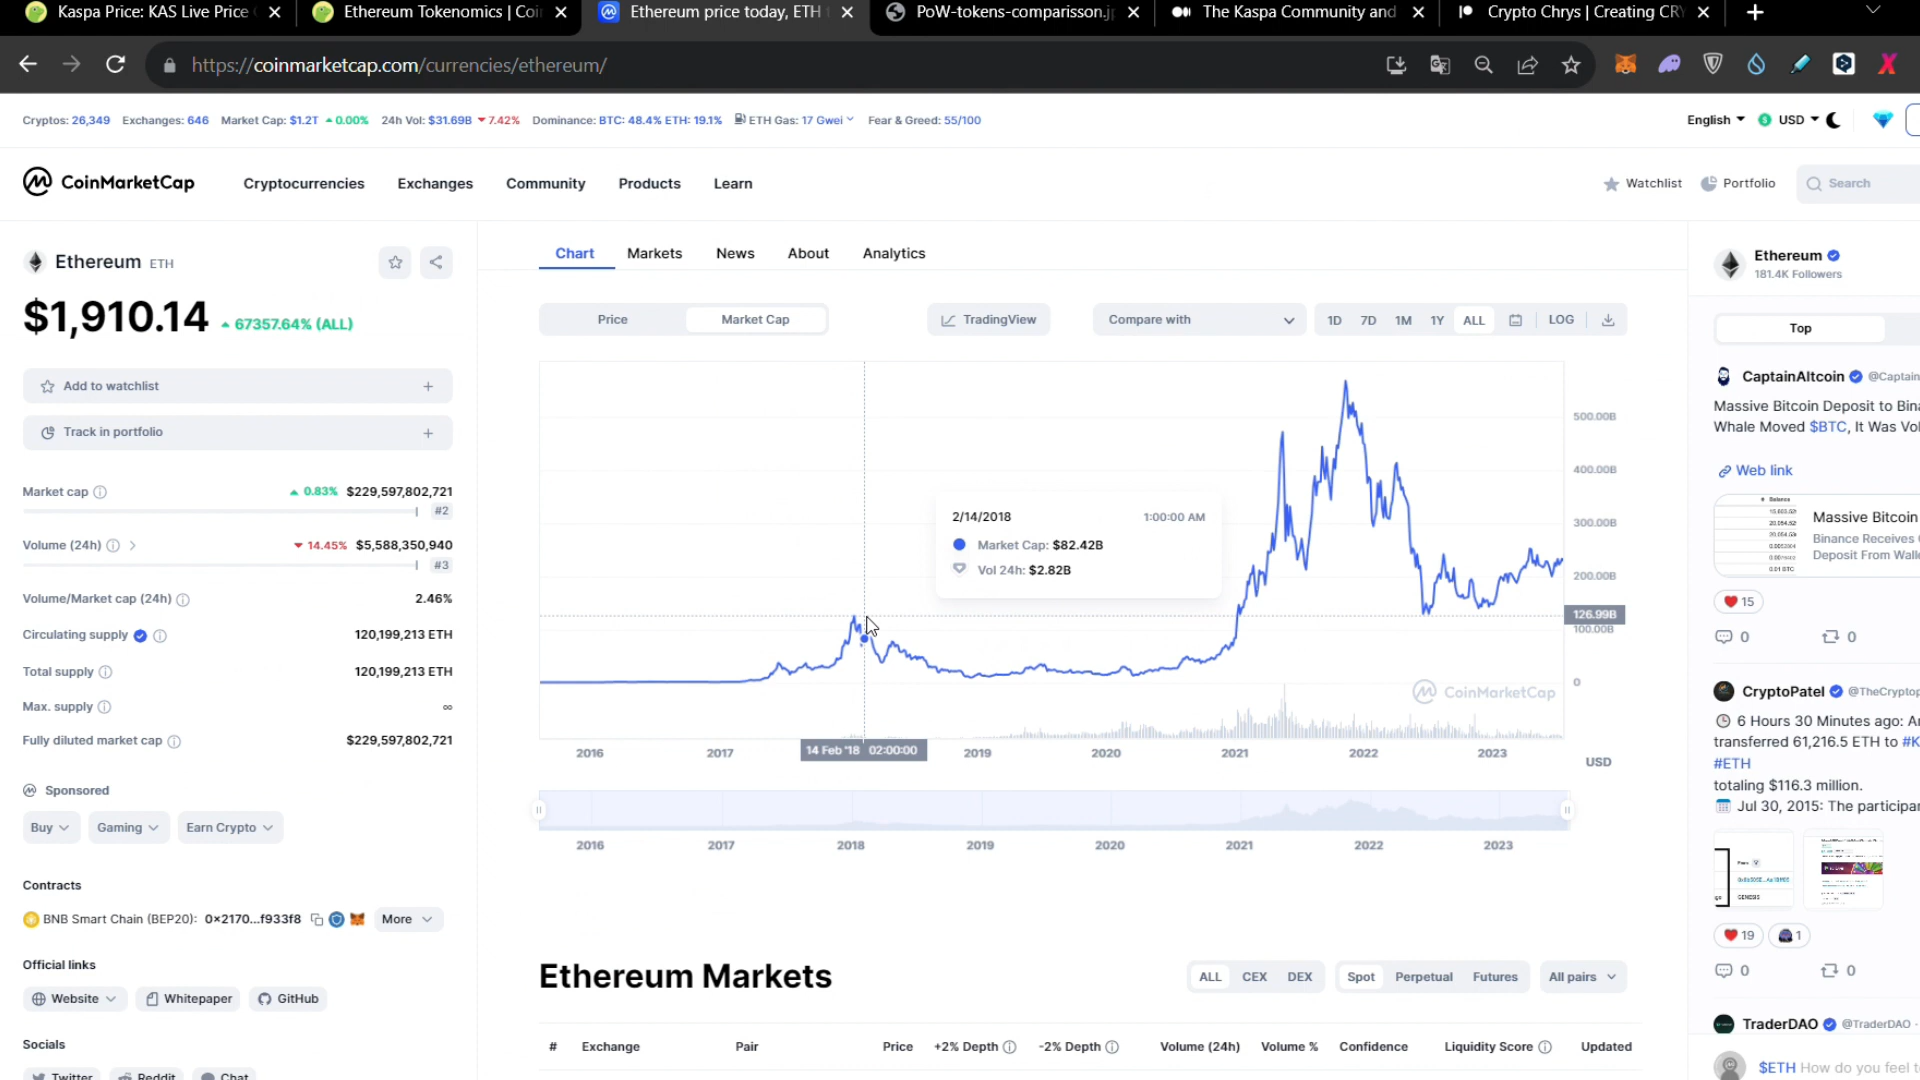 Kaspa Price: KAS Live Price
Ethereum Tokenomics | Coi
Ethereum price today, ETH t
PoW-tokens-comparisson.j
The Kaspa Community and
Crypto Chrys | Creating CR
https://coinmarketcap.com/currencies/ethereum/
Cryptos: 26,349 Exchanges: 646 Market Cap: $1.2T 0.00% 24h Vol: $31.69B 7.42% Dominance: BTC: 48.4% ETH: 19.1% ETH Gas: 17 Gwei Fear & Greed: 55/100
English USD
CoinMarketCap
Cryptocurrencies Exchanges Community Products Learn
Watchlist Portfolio Search
Ethereum ETH
$1,910.14 67357.64% (ALL)
Add to watchlist +
Track in portfolio +
Market cap 0.83% $229,597,802,721
#2
Volume (24h) 14.45% $5,588,350,940
#3
Volume/Market cap (24h) 2.46%
Circulating supply 120,199,213 ETH
Total supply 120,199,213 ETH
Max. supply ∞
Fully diluted market cap $229,597,802,721
Sponsored
Buy Gaming Earn Crypto
Contracts
BNB Smart Chain (BEP20): 0x2170...f933f8 More
Official links
Website Whitepaper GitHub
Socials
Twitter Reddit Chat
Chart Markets News About Analytics
Price Market Cap TradingView Compare with 1D 7D 1M 1Y ALL LOG
500.00B
400.00B
300.00B
200.00B
126.99B
100.00B
0
2/14/2018 1:00:00 AM
Market Cap: $82.42B
Vol 24h: $2.82B
CoinMarketCap
2016 2017 14 Feb '18 02:00:00 2019 2020 2021 2022 2023
USD
2016 2017 2018 2019 2020 2021 2022 2023
Ethereum Markets
ALL CEX DEX Spot Perpetual Futures All pairs
# Exchange Pair Price +2% Depth -2% Depth Volume (24h) Volume % Confidence Liquidity Score Updated
Ethereum
181.4K Followers
Top
CaptainAltcoin @Captain
Massive Bitcoin Deposit to Bina
Whale Moved $BTC, It Was Vol
Web link
Massive Bitcoin
Binance Receives
Deposit From Walle
15
0 0
CryptoPatel @TheCryptop
6 Hours 30 Minutes ago: A
transferred 61,216.5 ETH to #K
#ETH
totaling $116.3 million.
Jul 30, 2015: The participan
19 1
0 0
TraderDAO @TraderDAO
$ETH How do you feel t